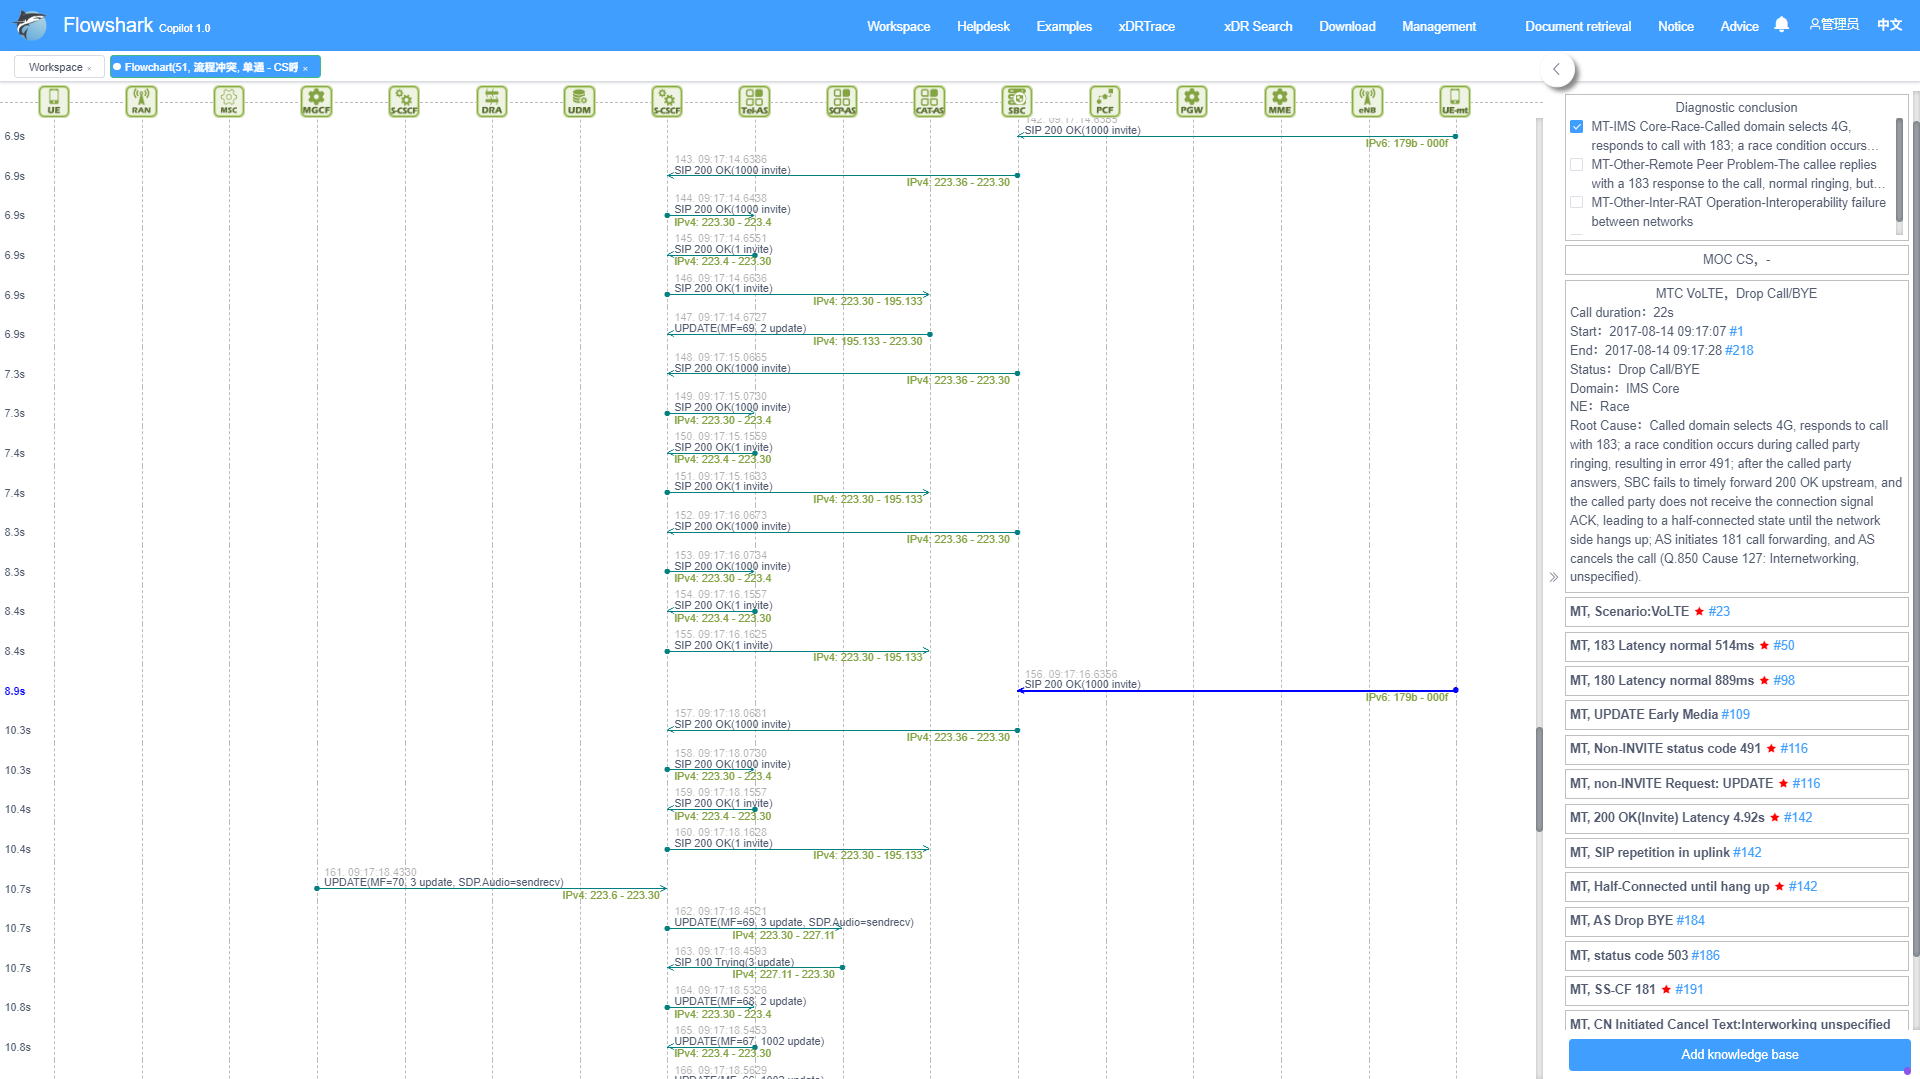 Flowshark Copilot 1.0
Workspace Helpdesk Examples xDRTrace xDR Search Download Management Document retrieval Notice Advice 管理员 中文
Workspace ×
Flowchart(51, 流程冲突, 单通 - CS呼 ×
UE RAN MSC MGCF S-CSCF DRA UDM S-CSCF Tel-AS SCP-AS CAT-AS SBC PCF PGW MME eNB UE-mt
142. 09:17:14.6385
6.9s SIP 200 OK(1000 invite)
IPv6: 179b - 000f
143. 09:17:14.6386
6.9s SIP 200 OK(1000 invite)
IPv4: 223.36 - 223.30
144. 09:17:14.6438
6.9s SIP 200 OK(1000 invite)
IPv4: 223.30 - 223.4
145. 09:17:14.6551
6.9s SIP 200 OK(1 invite)
IPv4: 223.4 - 223.30
146. 09:17:14.6636
6.9s SIP 200 OK(1 invite)
IPv4: 223.30 - 195.133
147. 09:17:14.6727
6.9s UPDATE(MF=69, 2 update)
IPv4: 195.133 - 223.30
148. 09:17:15.0665
7.3s SIP 200 OK(1000 invite)
IPv4: 223.36 - 223.30
149. 09:17:15.0730
7.3s SIP 200 OK(1000 invite)
IPv4: 223.30 - 223.4
150. 09:17:15.1559
7.4s SIP 200 OK(1 invite)
IPv4: 223.4 - 223.30
151. 09:17:15.1633
7.4s SIP 200 OK(1 invite)
IPv4: 223.30 - 195.133
152. 09:17:16.0673
8.3s SIP 200 OK(1000 invite)
IPv4: 223.36 - 223.30
153. 09:17:16.0734
8.3s SIP 200 OK(1000 invite)
IPv4: 223.30 - 223.4
154. 09:17:16.1557
8.4s SIP 200 OK(1 invite)
IPv4: 223.4 - 223.30
155. 09:17:16.1625
8.4s SIP 200 OK(1 invite)
IPv4: 223.30 - 195.133
156. 09:17:16.6356
8.9s SIP 200 OK(1000 invite)
IPv6: 179b - 000f
157. 09:17:18.0681
10.3s SIP 200 OK(1000 invite)
IPv4: 223.36 - 223.30
158. 09:17:18.0730
10.3s SIP 200 OK(1000 invite)
IPv4: 223.30 - 223.4
159. 09:17:18.1557
10.4s SIP 200 OK(1 invite)
IPv4: 223.4 - 223.30
160. 09:17:18.1628
10.4s SIP 200 OK(1 invite)
IPv4: 223.30 - 195.133
161. 09:17:18.4330
10.7s UPDATE(MF=70, 3 update, SDP.Audio=sendrecv)
IPv4: 223.6 - 223.30
162. 09:17:18.4521
10.7s UPDATE(MF=69, 3 update, SDP.Audio=sendrecv)
IPv4: 223.30 - 227.11
163. 09:17:18.4593
10.7s SIP 100 Trying(3 update)
IPv4: 227.11 - 223.30
164. 09:17:18.5326
10.8s UPDATE(MF=68, 2 update)
IPv4: 223.30 - 223.4
165. 09:17:18.5453
10.8s UPDATE(MF=67, 1002 update)
IPv4: 223.4 - 223.30
166. 09:17:18.5629
UPDATE(MF=66, 1002 update)
Diagnostic conclusion
MT-IMS Core-Race-Called domain selects 4G,
responds to call with 183; a race condition occurs...
MT-Other-Remote Peer Problem-The callee replies
with a 183 response to the call, normal ringing, but...
MT-Other-Inter-RAT Operation-Interoperability failure
between networks
MOC CS，-
MTC VoLTE，Drop Call/BYE
Call duration：22s
Start：2017-08-14 09:17:07 #1
End：2017-08-14 09:17:28 #218
Status：Drop Call/BYE
Domain：IMS Core
NE：Race
Root Cause：Called domain selects 4G, responds to call
with 183; a race condition occurs during called party
ringing, resulting in error 491; after the called party
answers, SBC fails to timely forward 200 OK upstream, and
the called party does not receive the connection signal
ACK, leading to a half-connected state until the network
side hangs up; AS initiates 181 call forwarding, and AS
cancels the call (Q.850 Cause 127: Internetworking,
unspecified).
MT, Scenario:VoLTE ★ #23
MT, 183 Latency normal 514ms ★ #50
MT, 180 Latency normal 889ms ★ #98
MT, UPDATE Early Media #109
MT, Non-INVITE status code 491 ★ #116
MT, non-INVITE Request: UPDATE ★ #116
MT, 200 OK(Invite) Latency 4.92s ★ #142
MT, SIP repetition in uplink #142
MT, Half-Connected until hang up ★ #142
MT, AS Drop BYE #184
MT, status code 503 #186
MT, SS-CF 181 ★ #191
MT, CN Initiated Cancel Text:Interworking unspecified
Add knowledge base